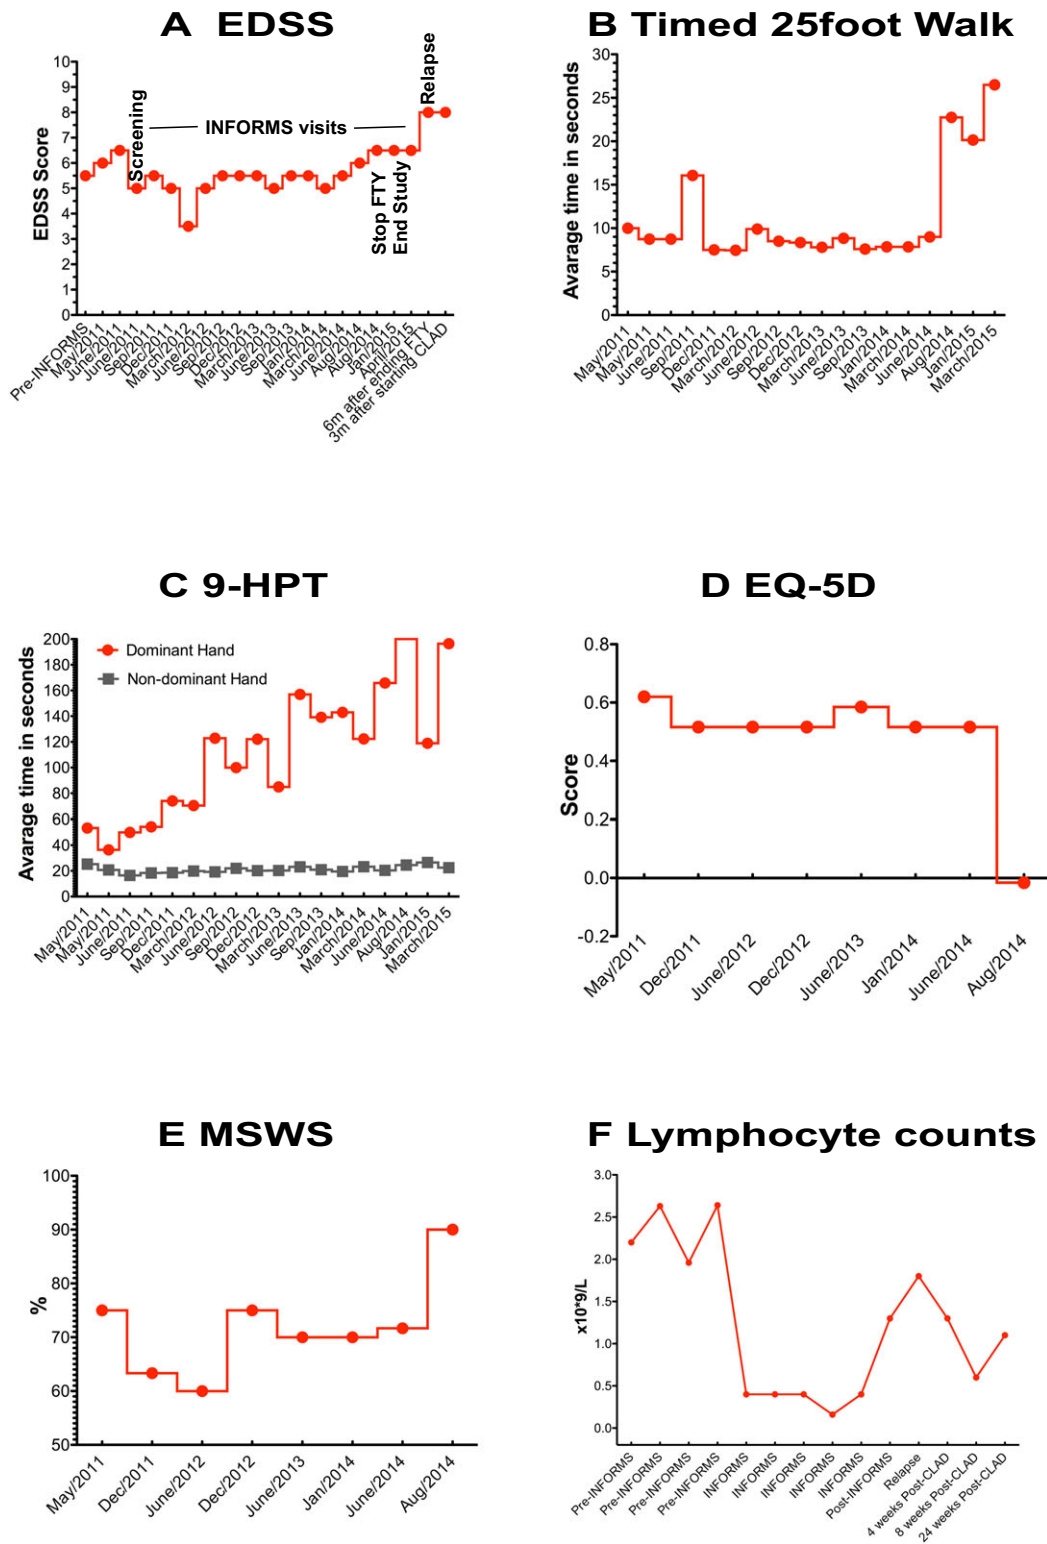 A EDSS
EDSS Score
10
9
8
7
6
5
4
3
2
1
0
Screening
INFORMS visits
Stop FTY
End Study
Relapse
Pre-INFORMS
May/2011
June/2011
June/2011
Sep/2011
Dec/2011
March/2012
June/2012
Sep/2012
Dec/2012
March/2013
June/2013
Sep/2013
Jan/2014
March/2014
June/2014
Aug/2014
Aug/2014
Jan/2015
April/2015
6m after ending FTY
3m after starting CLAD
B Timed 25foot Walk
Avarage time in seconds
30
25
20
15
10
5
0
May/2011
May/2011
June/2011
Sep/2011
Dec/2011
March/2012
June/2012
Sep/2012
Dec/2012
March/2013
June/2013
Sep/2013
Jan/2014
March/2014
June/2014
Aug/2014
Jan/2015
March/2015
C 9-HPT
Avarage time in seconds
200
180
160
140
120
100
80
60
40
20
0
Dominant Hand
Non-dominant Hand
May/2011
May/2011
June/2011
Sep/2011
Dec/2011
March/2012
June/2012
Sep/2012
Dec/2012
March/2013
June/2013
Sep/2013
Jan/2014
March/2014
June/2014
Aug/2014
Jan/2015
March/2015
D EQ-5D
Score
0.8
0.6
0.4
0.2
0.0
-0.2
May/2011
Dec/2011
June/2012
Dec/2012
June/2013
Jan/2014
June/2014
Aug/2014
E MSWS
%
100
90
80
70
60
50
May/2011
Dec/2011
June/2012
Dec/2012
June/2013
Jan/2014
June/2014
Aug/2014
F Lymphocyte counts
x10*9/L
3.0
2.5
2.0
1.5
1.0
0.5
0.0
Pre-INFORMS
Pre-INFORMS
Pre-INFORMS
Pre-INFORMS
INFORMS
INFORMS
INFORMS
INFORMS
INFORMS
Post-INFORMS
Relapse
4 weeks Post-CLAD
8 weeks Post-CLAD
24 weeks Post-CLAD